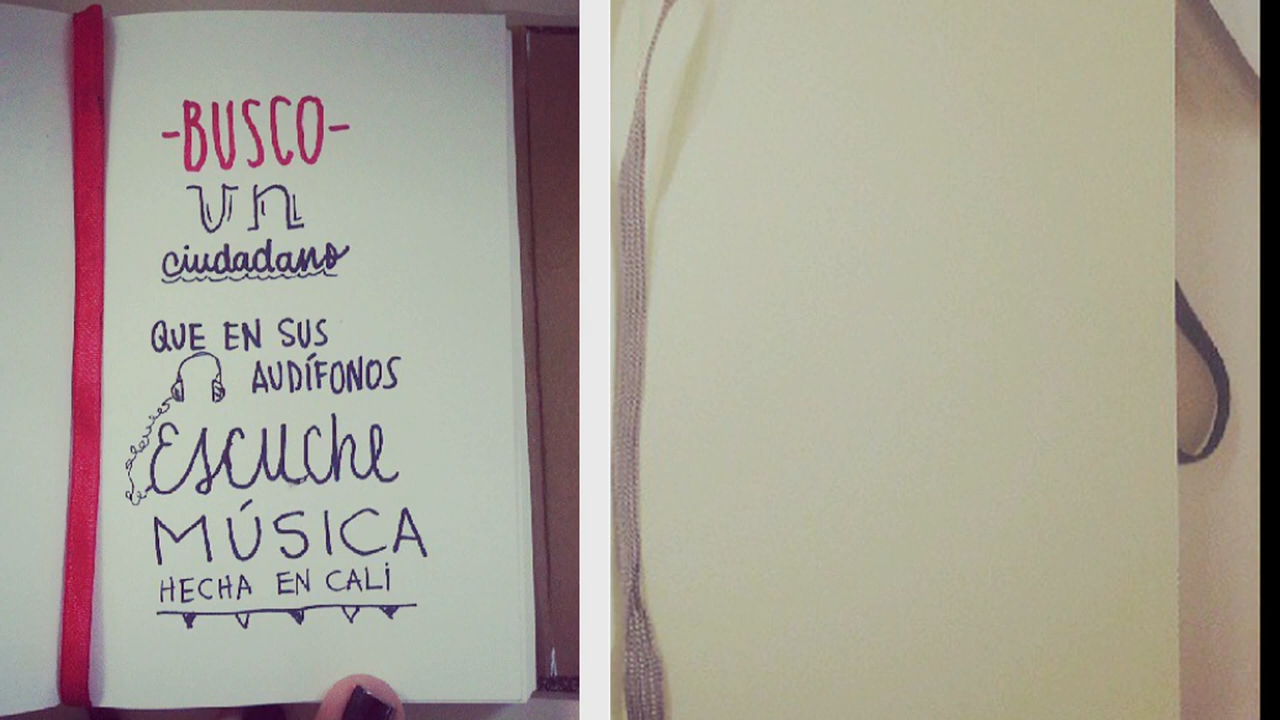 -BUSCO-
un
ciudadano
QUE EN SUS
AUDÍFONOS
Escuche
MÚSICA
HECHA EN CALi